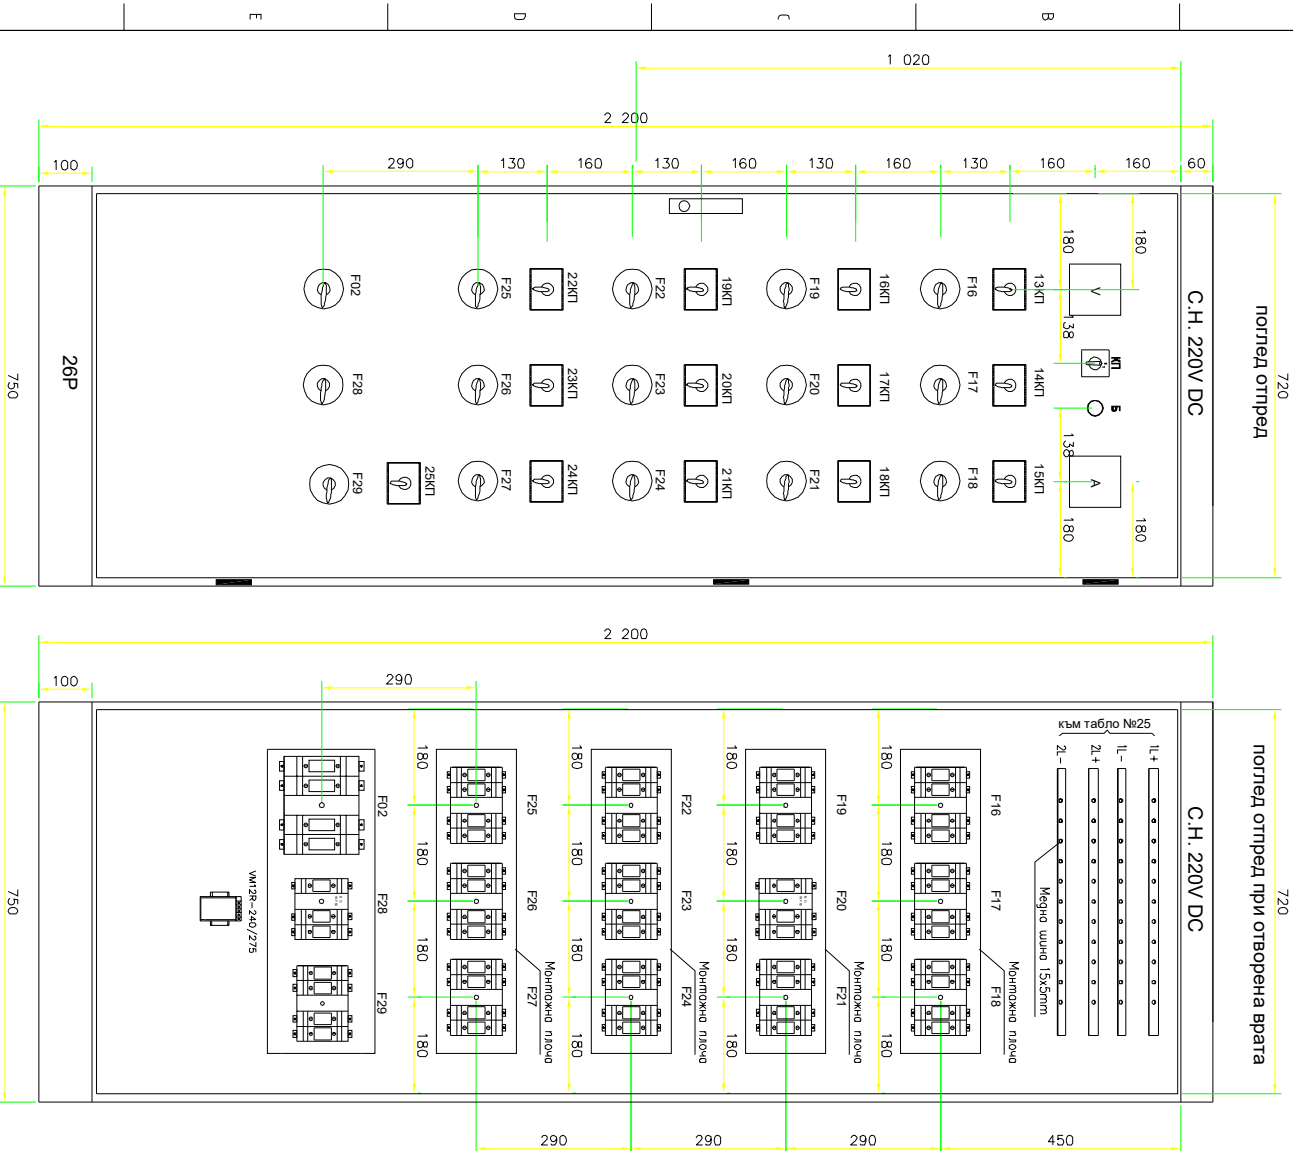 E
D
C
B
1 020
2 200
100
290
130
160
130
160
130
160
130
160
160
60
поглед отпред
720
С.Н. 220V DC
26Р
750
180
180
138
138
180
180
V
КП
Б
A
13КП
14КП
15КП
F16
F17
F18
16КП
17КП
18КП
F19
F20
F21
19КП
20КП
21КП
F22
F23
F24
22КП
23КП
24КП
F25
F26
F27
25КП
F02
F28
F29
2 200
100
290
поглед отпред при отворена врата
720
С.Н. 220V DC
750
към табло №25
1L+
1L-
2L+
2L-
Медна шина 15x5mm
180
180
180
180
F16
F17
F18
Монтажна плоча
180
180
180
180
F19
F20
F21
Монтажна плоча
180
180
180
180
F22
F23
F24
Монтажна плоча
180
180
180
180
F25
F26
F27
Монтажна плоча
F02
F28
F29
VM12R-240/275
290
290
290
450